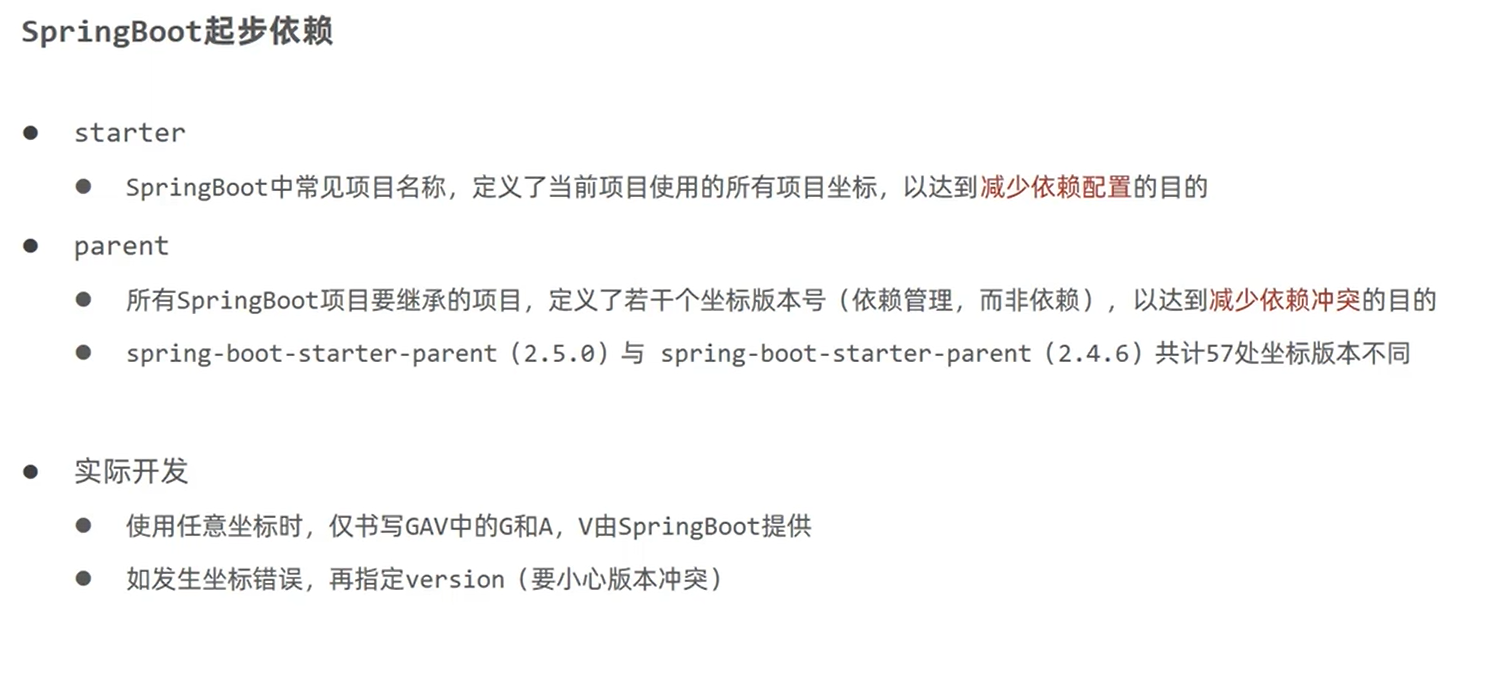 SpringBoot起步依赖
starter
SpringBoot中常见项目名称，定义了当前项目使用的所有项目坐标，以达到减少依赖配置的目的
parent
所有SpringBoot项目要继承的项目，定义了若干个坐标版本号（依赖管理，而非依赖），以达到减少依赖冲突的目的
spring-boot-starter-parent（2.5.0）与 spring-boot-starter-parent（2.4.6）共计57处坐标版本不同
实际开发
使用任意坐标时，仅书写GAV中的G和A，V由SpringBoot提供
如发生坐标错误，再指定version（要小心版本冲突）